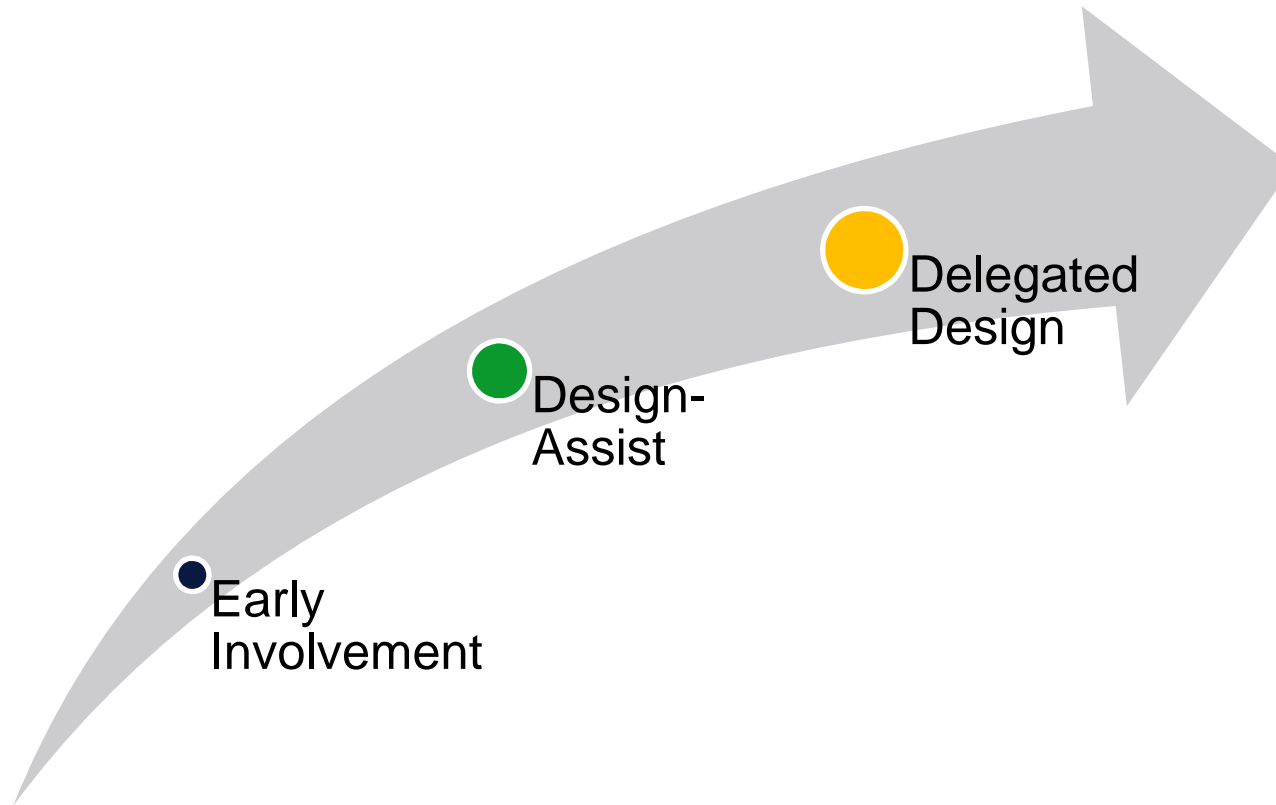 Delegated
Design
Design-
Assist
Early
Involvement